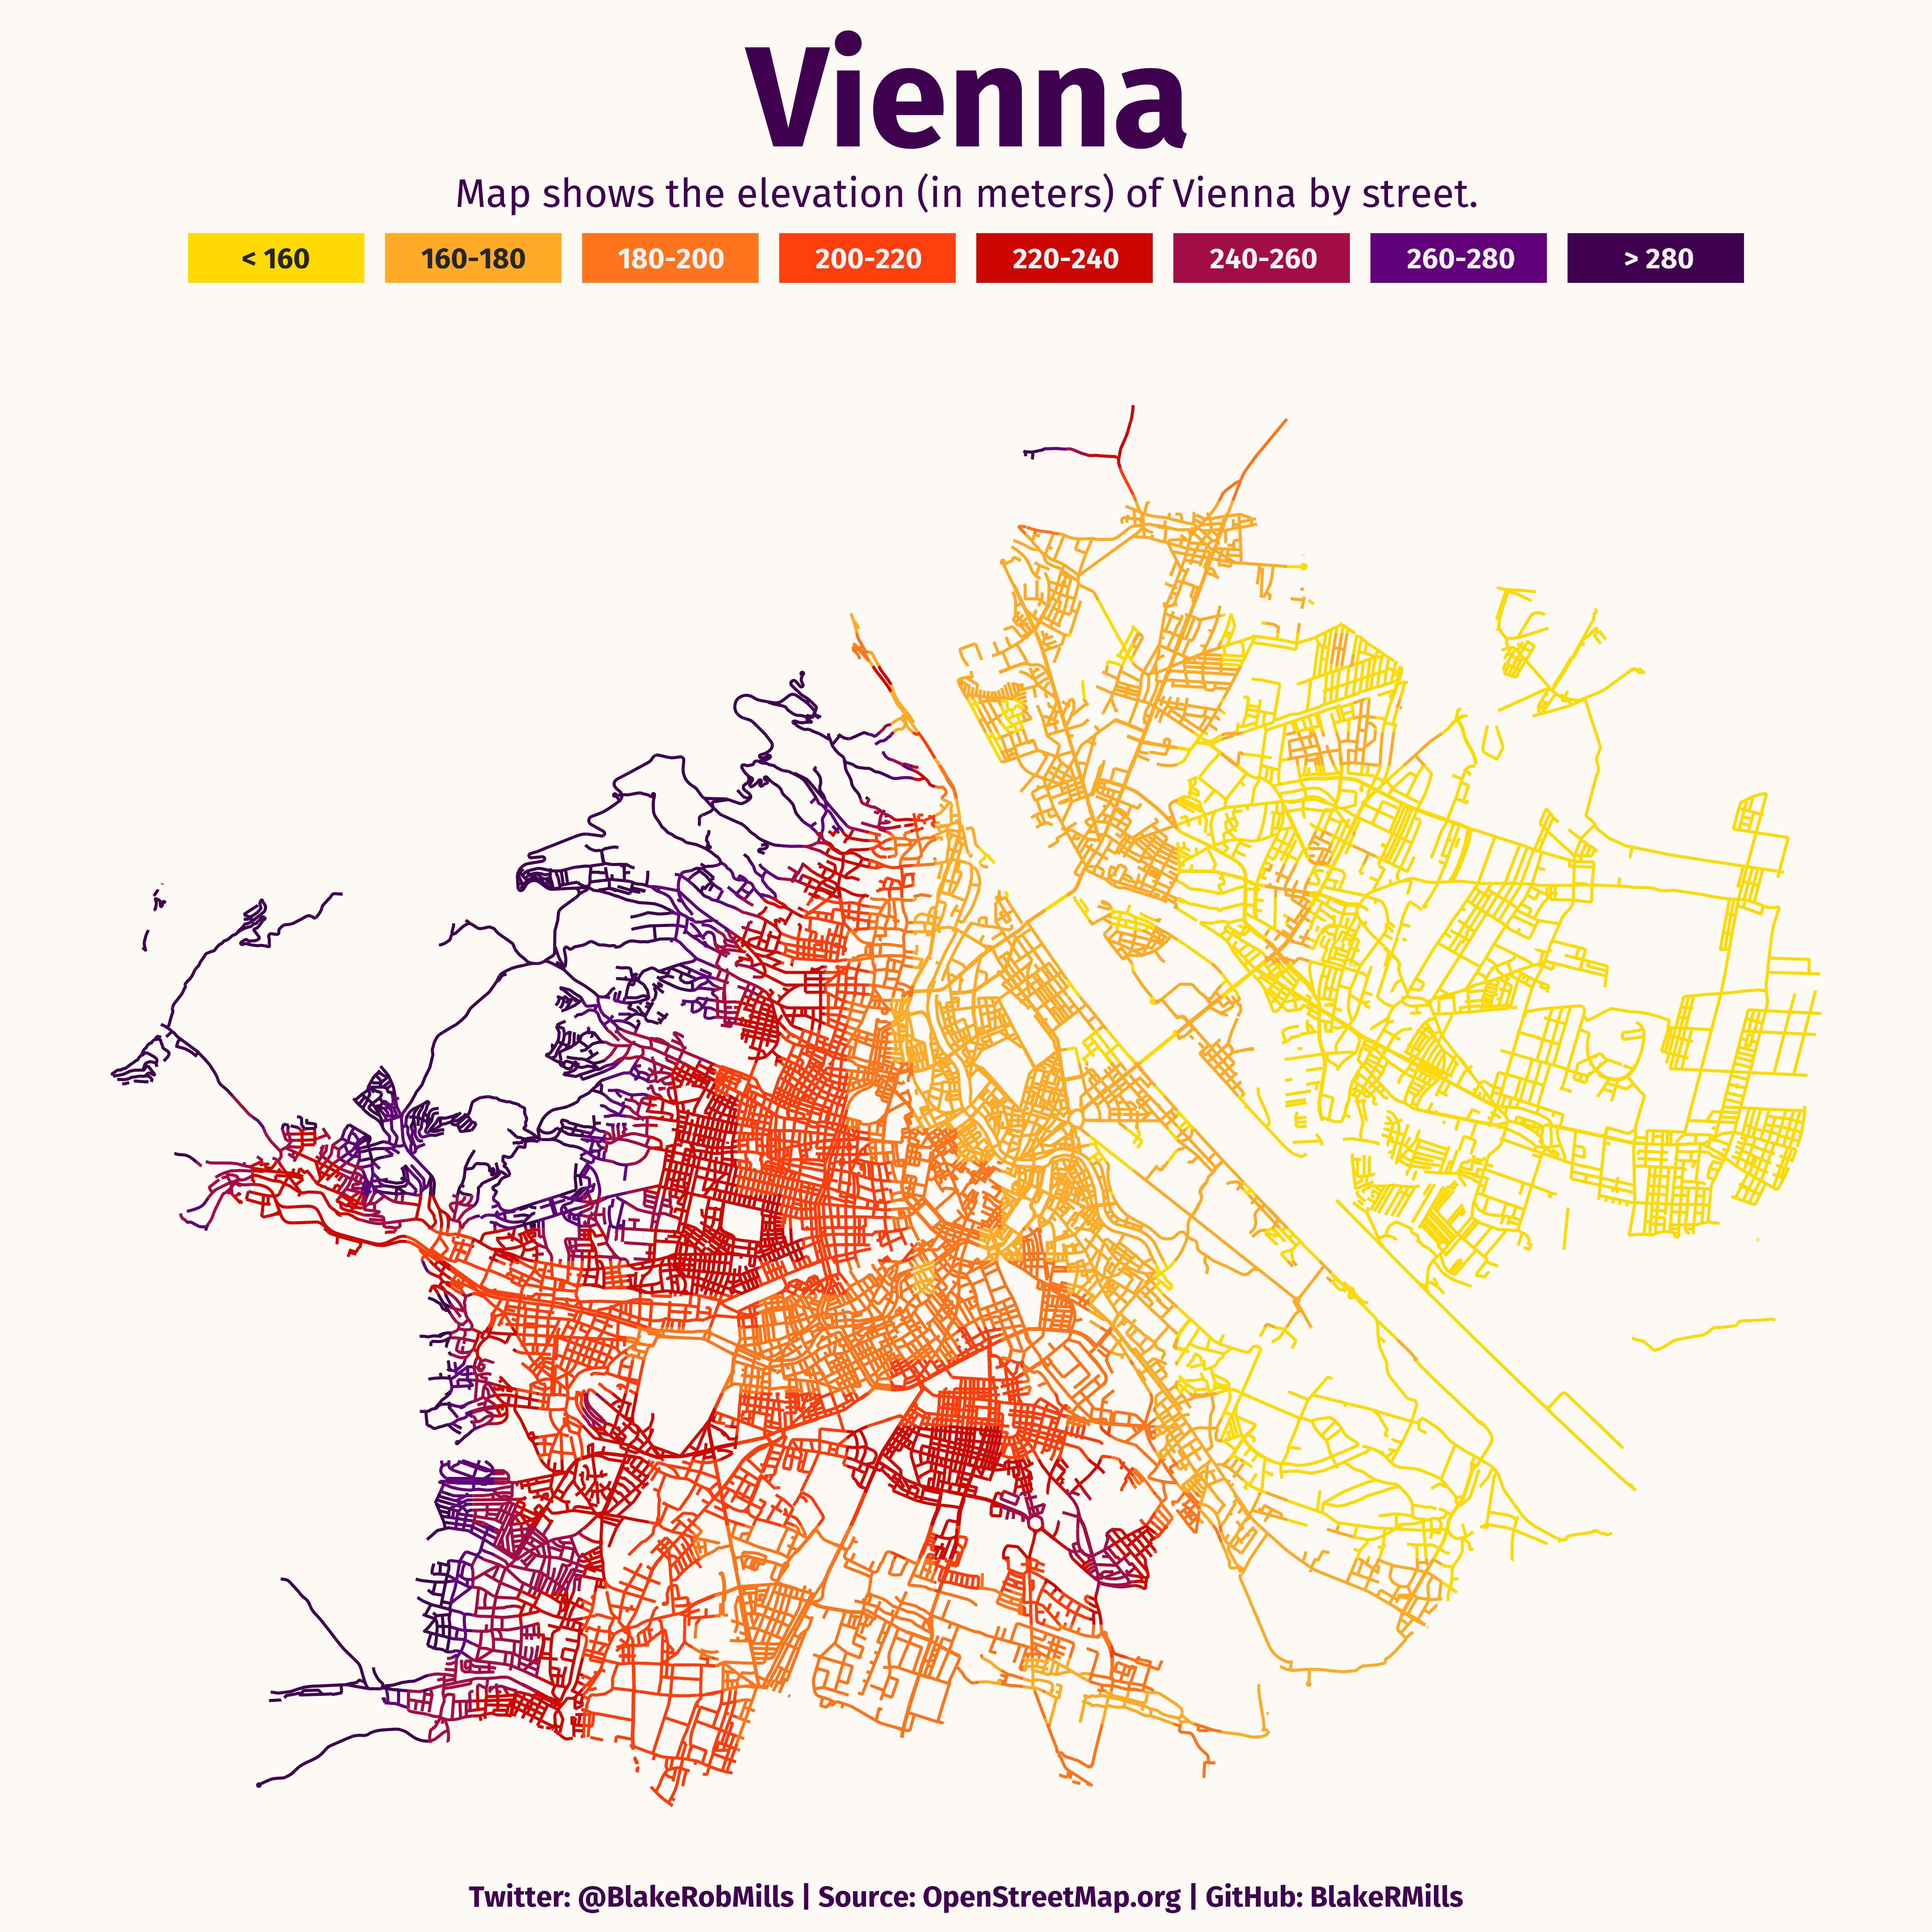 Vienna
Map shows the elevation (in meters) of Vienna by street.
< 160 160-180 180-200 200-220 220-240 240-260 260-280 > 280
Twitter: @BlakeRobMills | Source: OpenStreetMap.org | GitHub: BlakeRMills